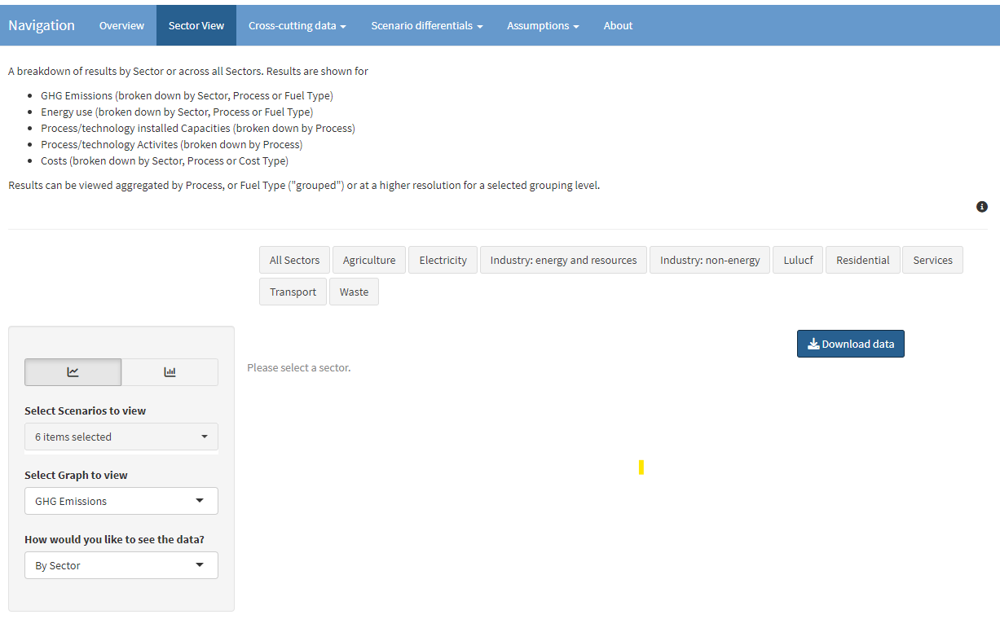 Navigation Overview Sector View Cross-cutting data Scenario differentials Assumptions About
A breakdown of results by Sector or across all Sectors. Results are shown for
GHG Emissions (broken down by Sector, Process or Fuel Type)
Energy use (broken down by Sector, Process or Fuel Type)
Process/technology installed Capacities (broken down by Process)
Process/technology Activites (broken down by Process)
Costs (broken down by Sector, Process or Cost Type)
Results can be viewed aggregated by Process, or Fuel Type ("grouped") or at a higher resolution for a selected grouping level.
All Sectors Agriculture Electricity Industry: energy and resources Industry: non-energy Lulucf Residential Services
Transport Waste
Download data
Please select a sector.
Select Scenarios to view
6 items selected
Select Graph to view
GHG Emissions
How would you like to see the data?
By Sector